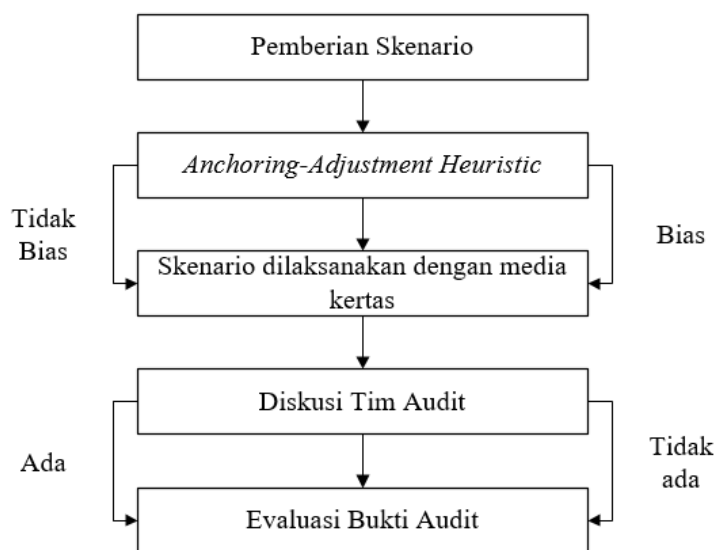 Pemberian Skenario
Anchoring-Adjustment Heuristic
Tidak
Bias
Bias
Skenario dilaksanakan dengan media
kertas
Diskusi Tim Audit
Ada
Tidak
ada
Evaluasi Bukti Audit